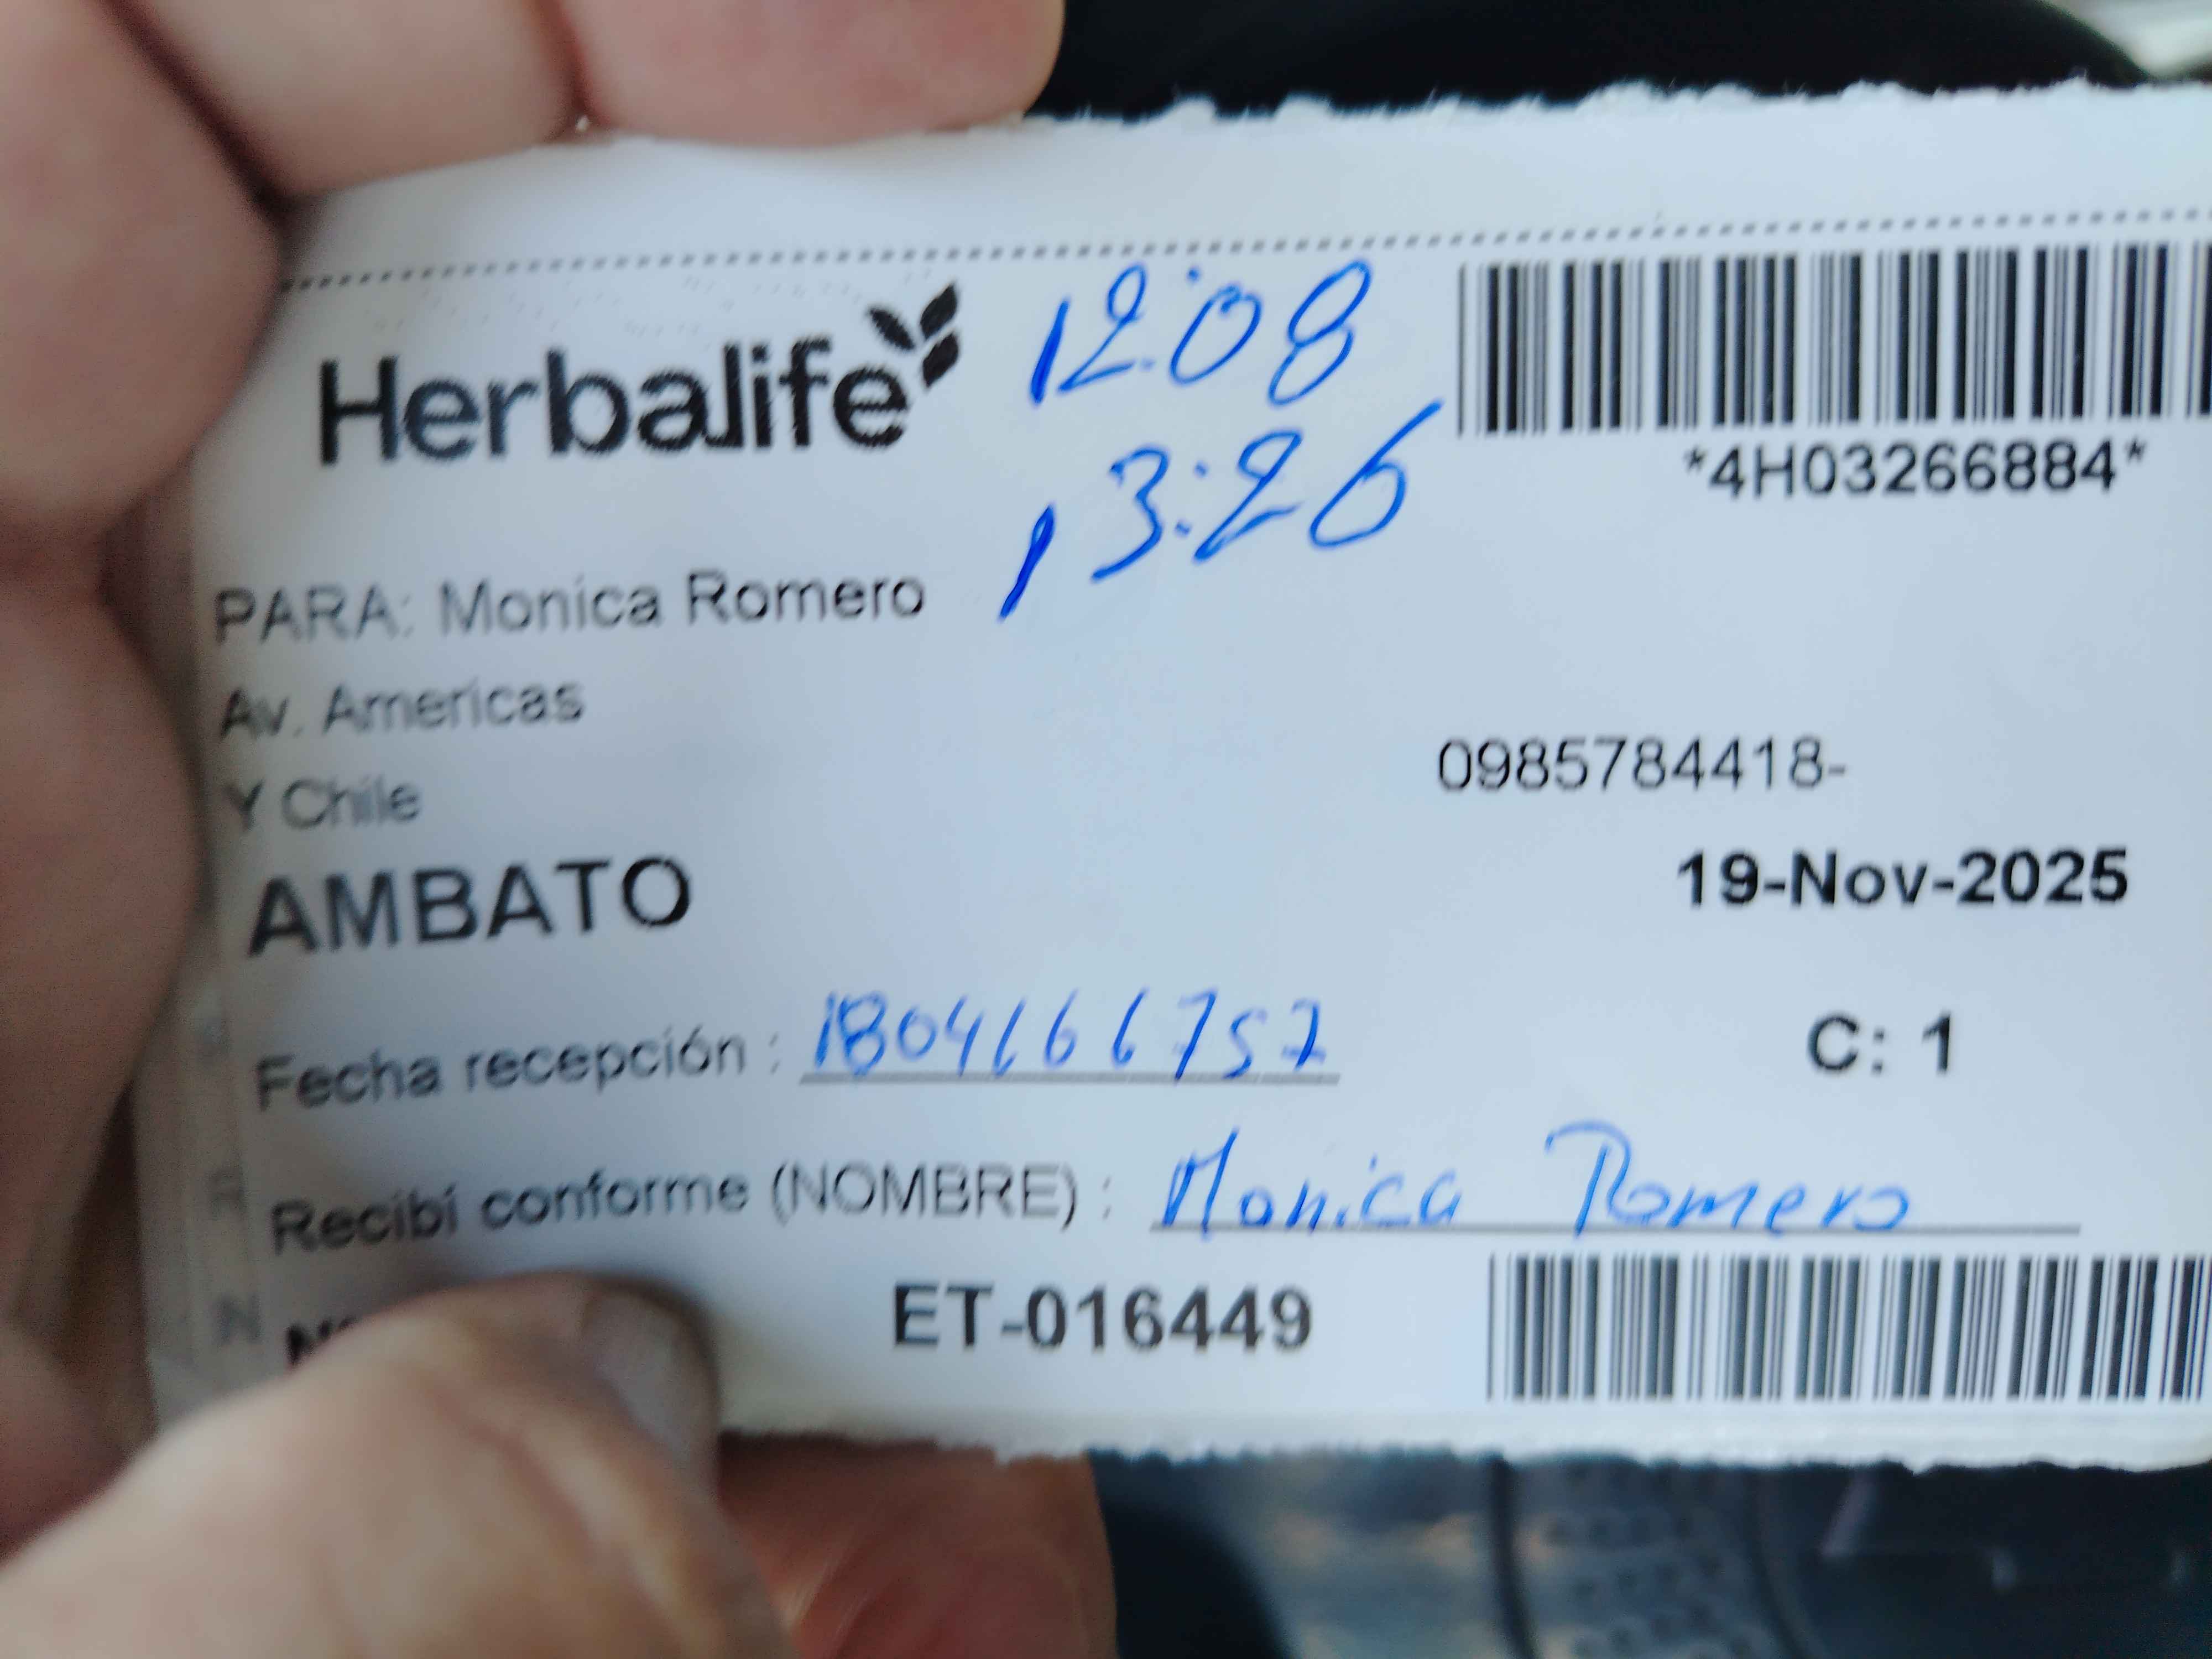 Herbalife
12:08
13:26
*4H03266884*
PARA: Monica Romero
Av. Americas
Y Chile
0985784418-
AMBATO
19-Nov-2025
Fecha recepción : 1804166757
C: 1
Recibí conforme (NOMBRE) : Monica Romero
ET-016449